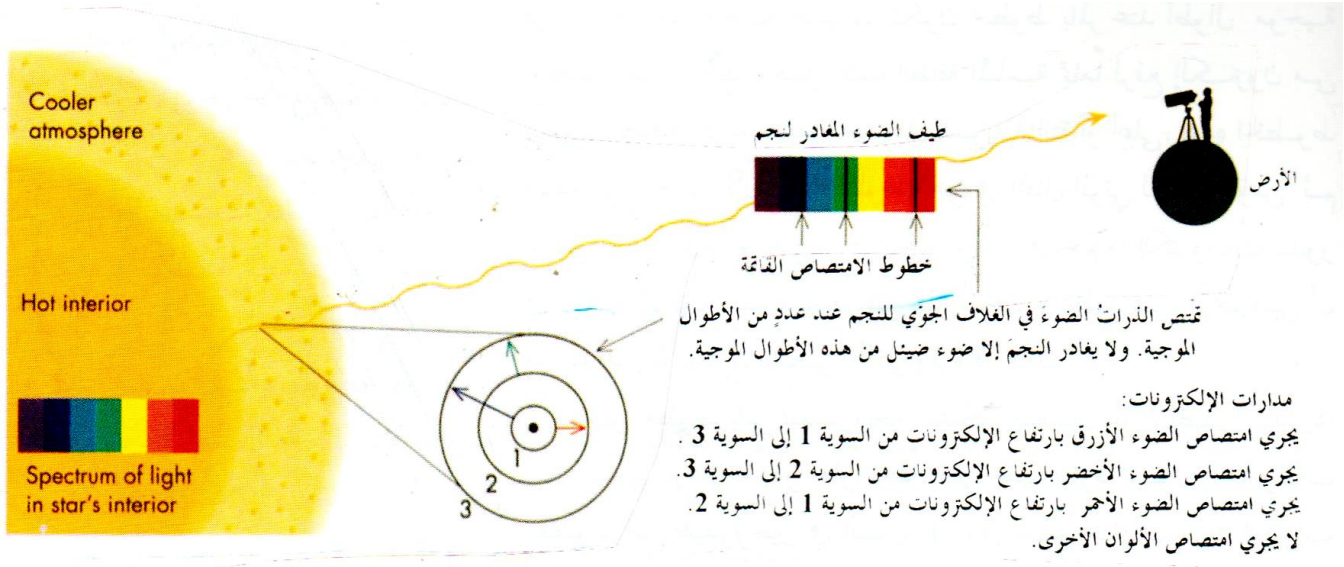 Cooler
atmosphere
Hot interior
Spectrum of light
in star's interior
1
2
3
طيف الضوء المغادر لنجم
خطوط الامتصاص القاتمة
الأرض
تمتص الذراتُ الضوءَ في الغلاف الجوّي للنجم عند عددٍ من الأطوال
الموجية. ولا يغادر النجمَ إلا ضوء ضئيل من هذه الأطوال الموجية.
مدارات الإلكترونات:
يجري امتصاص الضوء الأزرق بارتفاع الإلكترونات من السوية 1 إلى السوية 3 .
يجري امتصاص الضوء الأخضر بارتفاع الإلكترونات من السوية 2 إلى السوية 3.
يجري امتصاص الضوء الأحمر بارتفاع الإلكترونات من السوية 1 إلى السوية 2.
لا يجري امتصاص الألوان الأخرى.